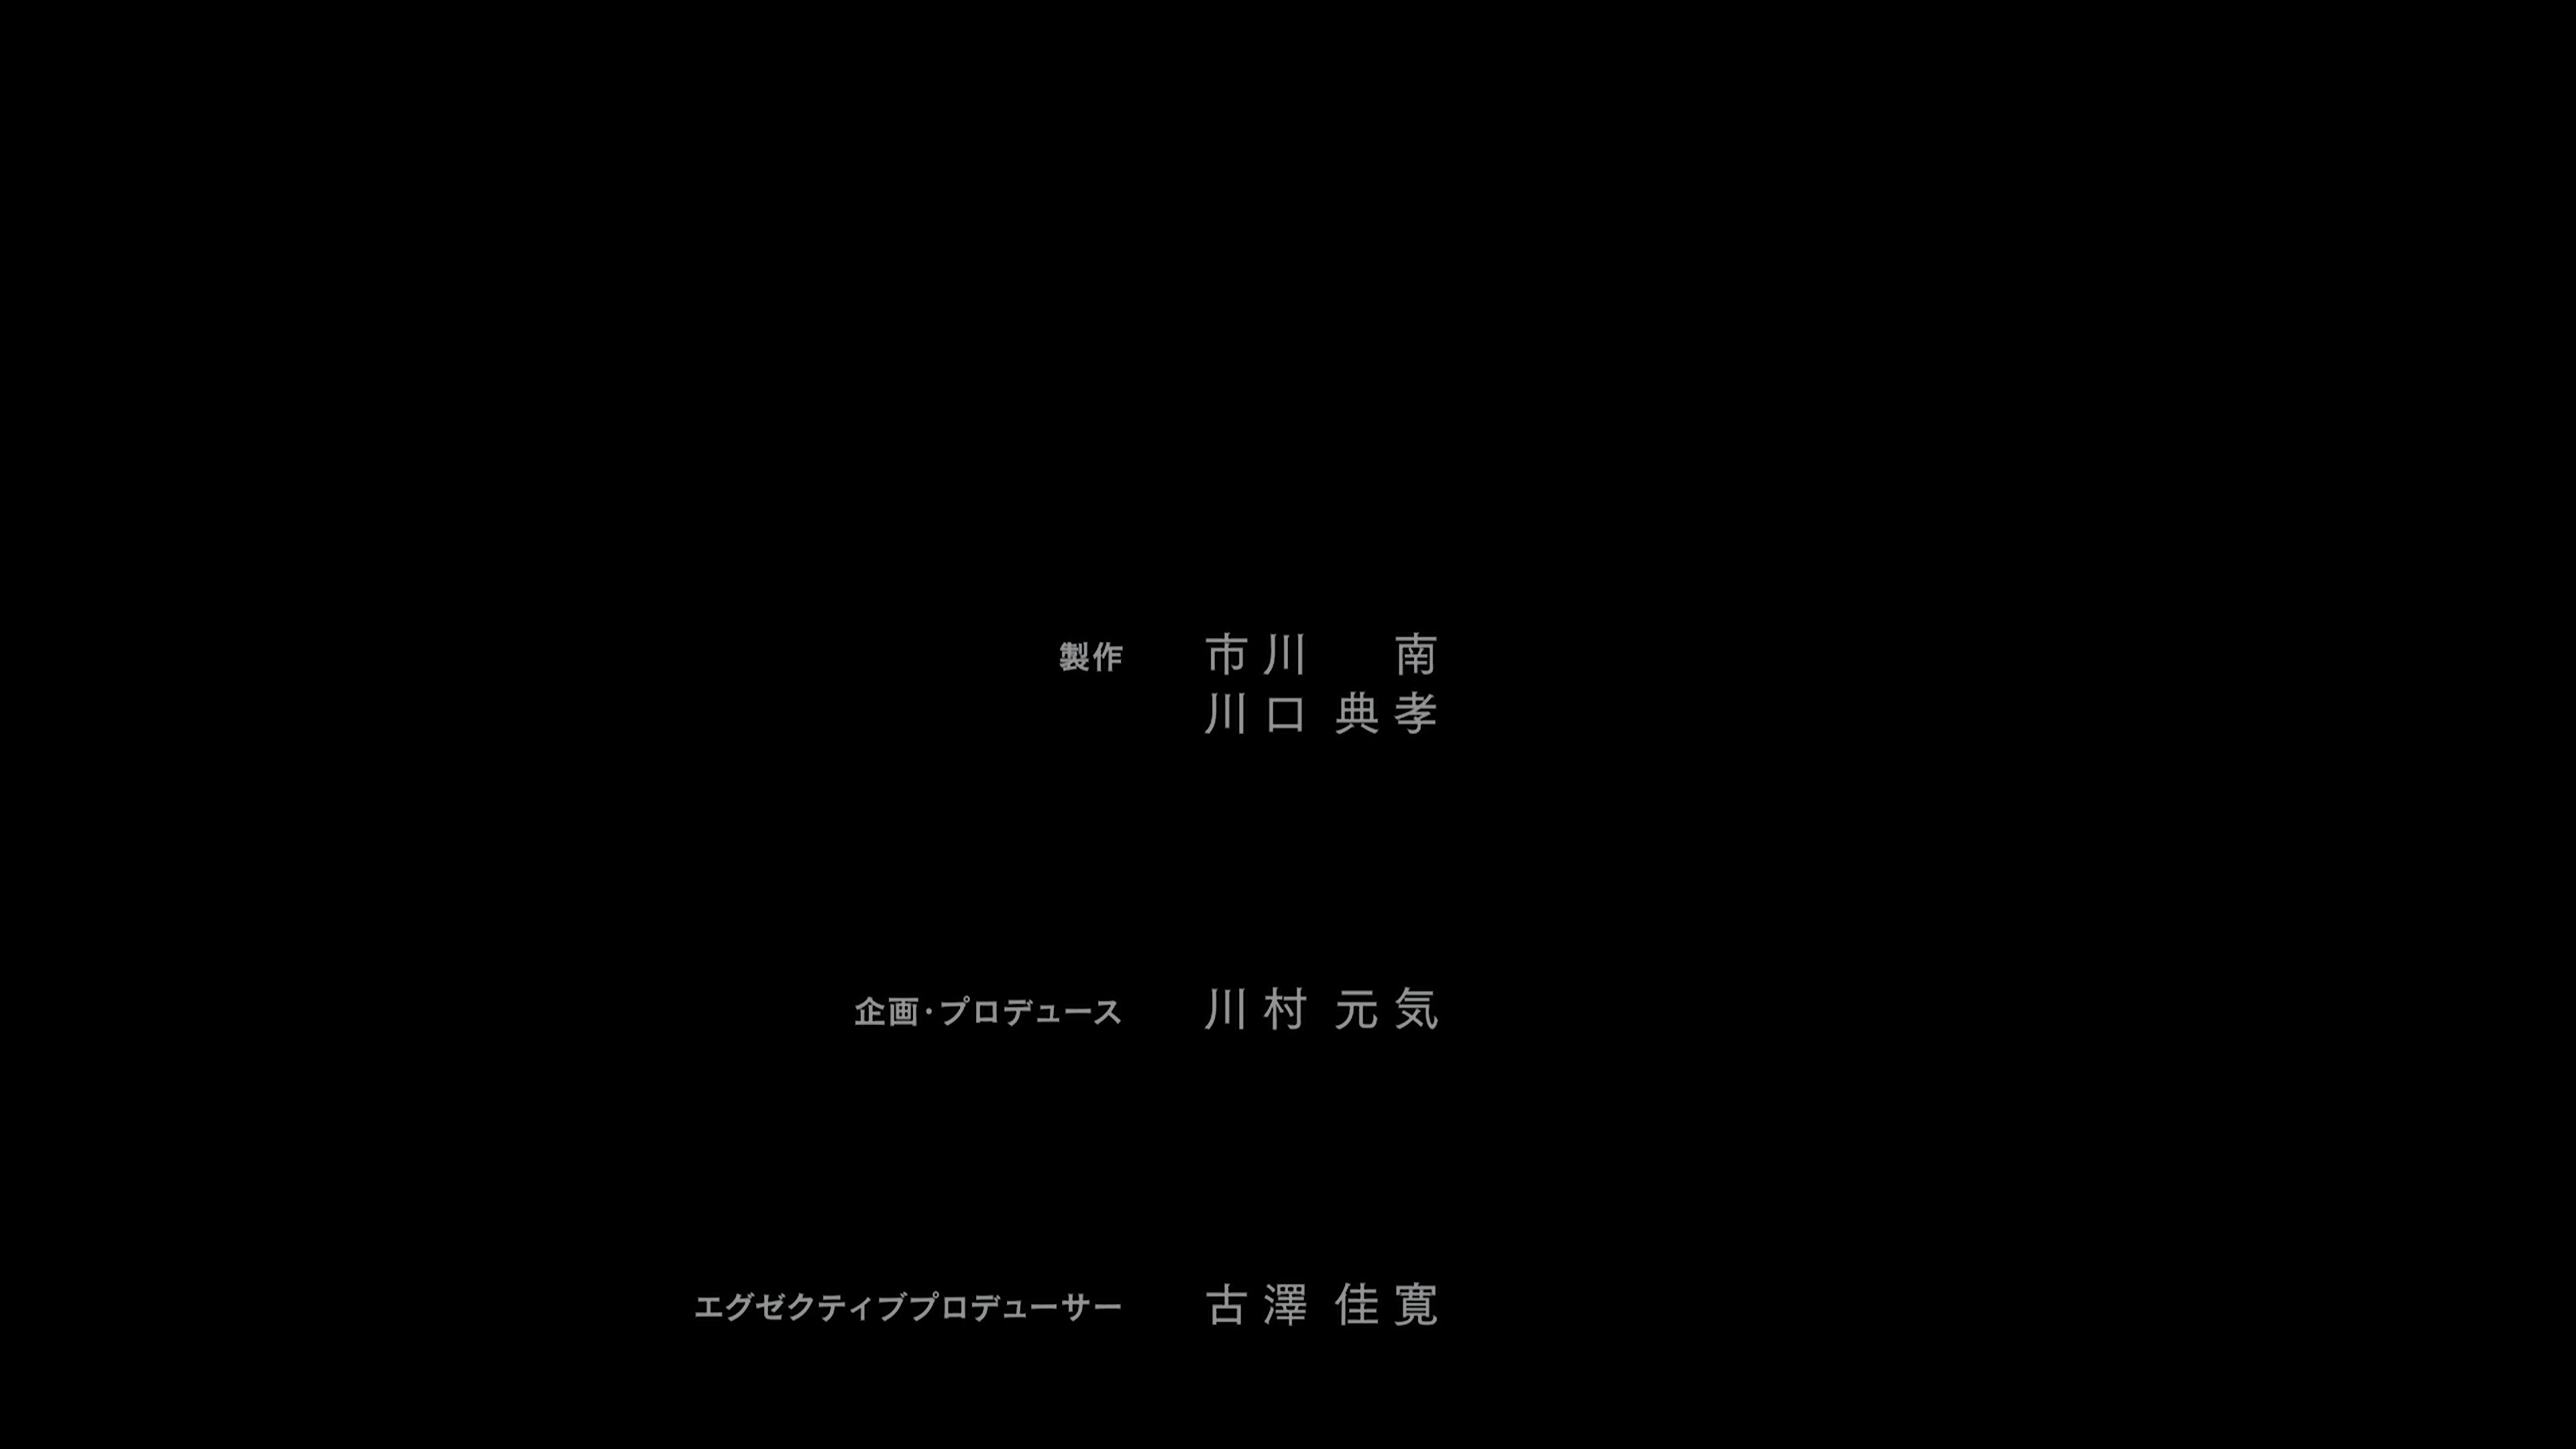 製作 市川 南
川口 典孝
企画･プロデュース 川村 元気
エグゼクティブプロデューサー 古澤 佳寛